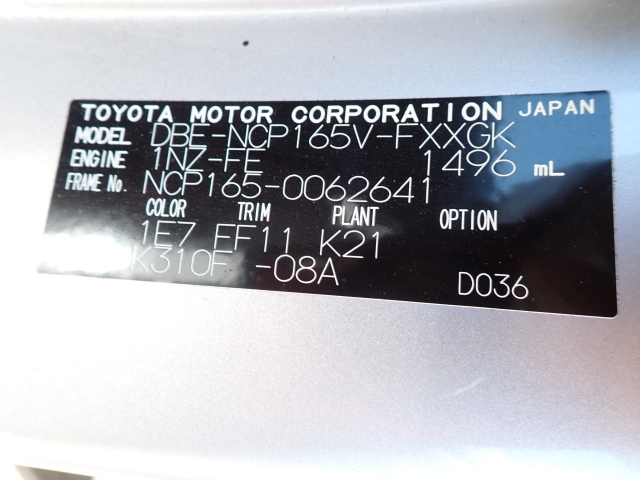 TOYOTA MOTOR CORPORATION JAPAN
MODEL DBE-NCP165V-FXXGK
ENGINE 1NZ-FE 1496 mL
FRAME No. NCP165-0062641
COLOR TRIM PLANT OPTION
1E7 FF11 K21
K310F -08A D036